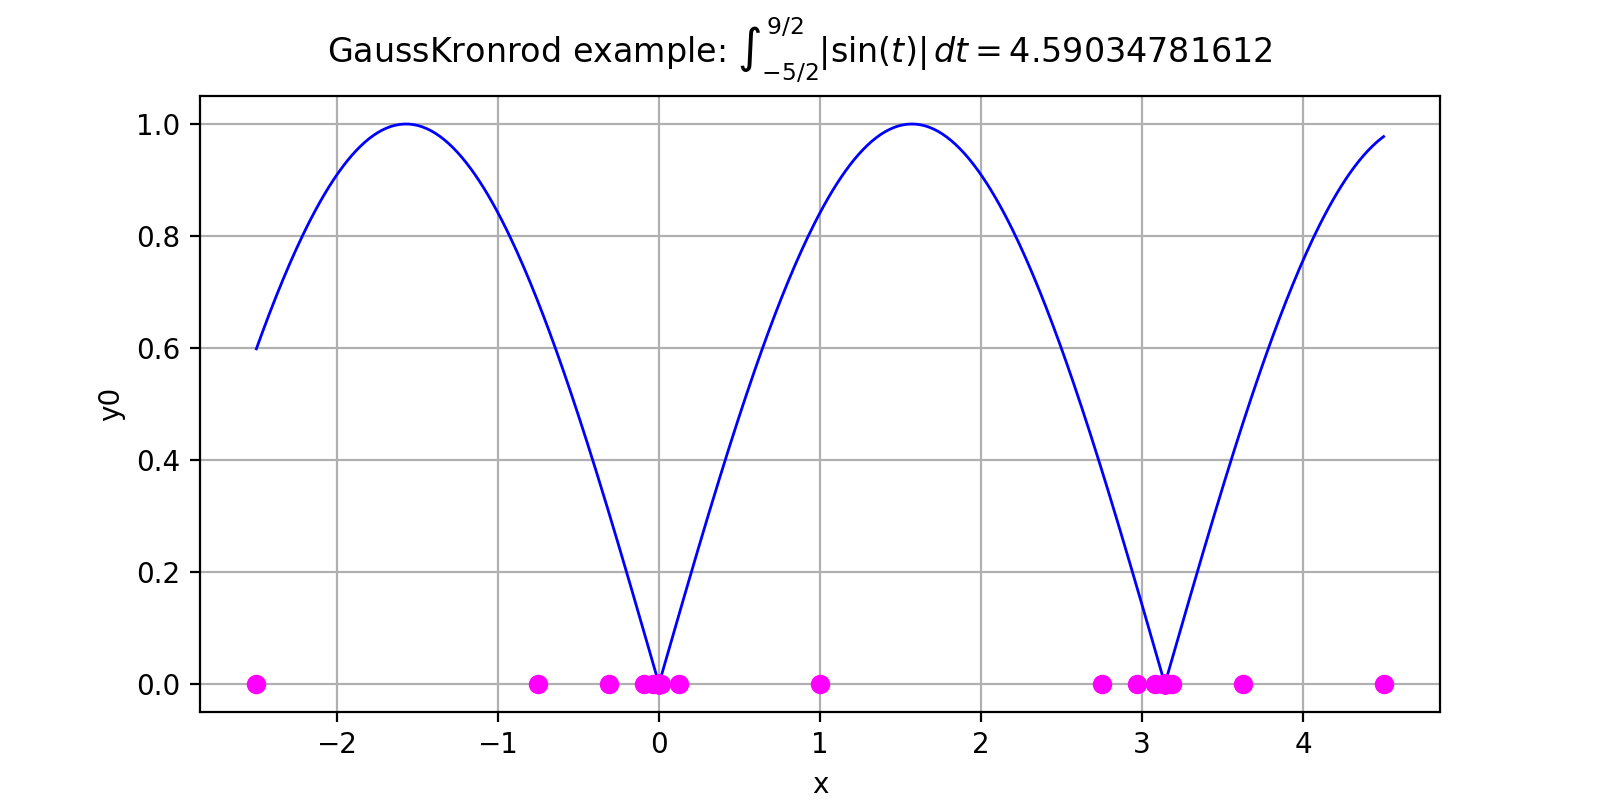 GaussKronrod example: ∫_{−5/2}^{9/2}|sin(t)| dt = 4.59034781612
1.0
0.8
0.6
0.4
0.2
0.0
y0
−2 −1 0 1 2 3 4
x